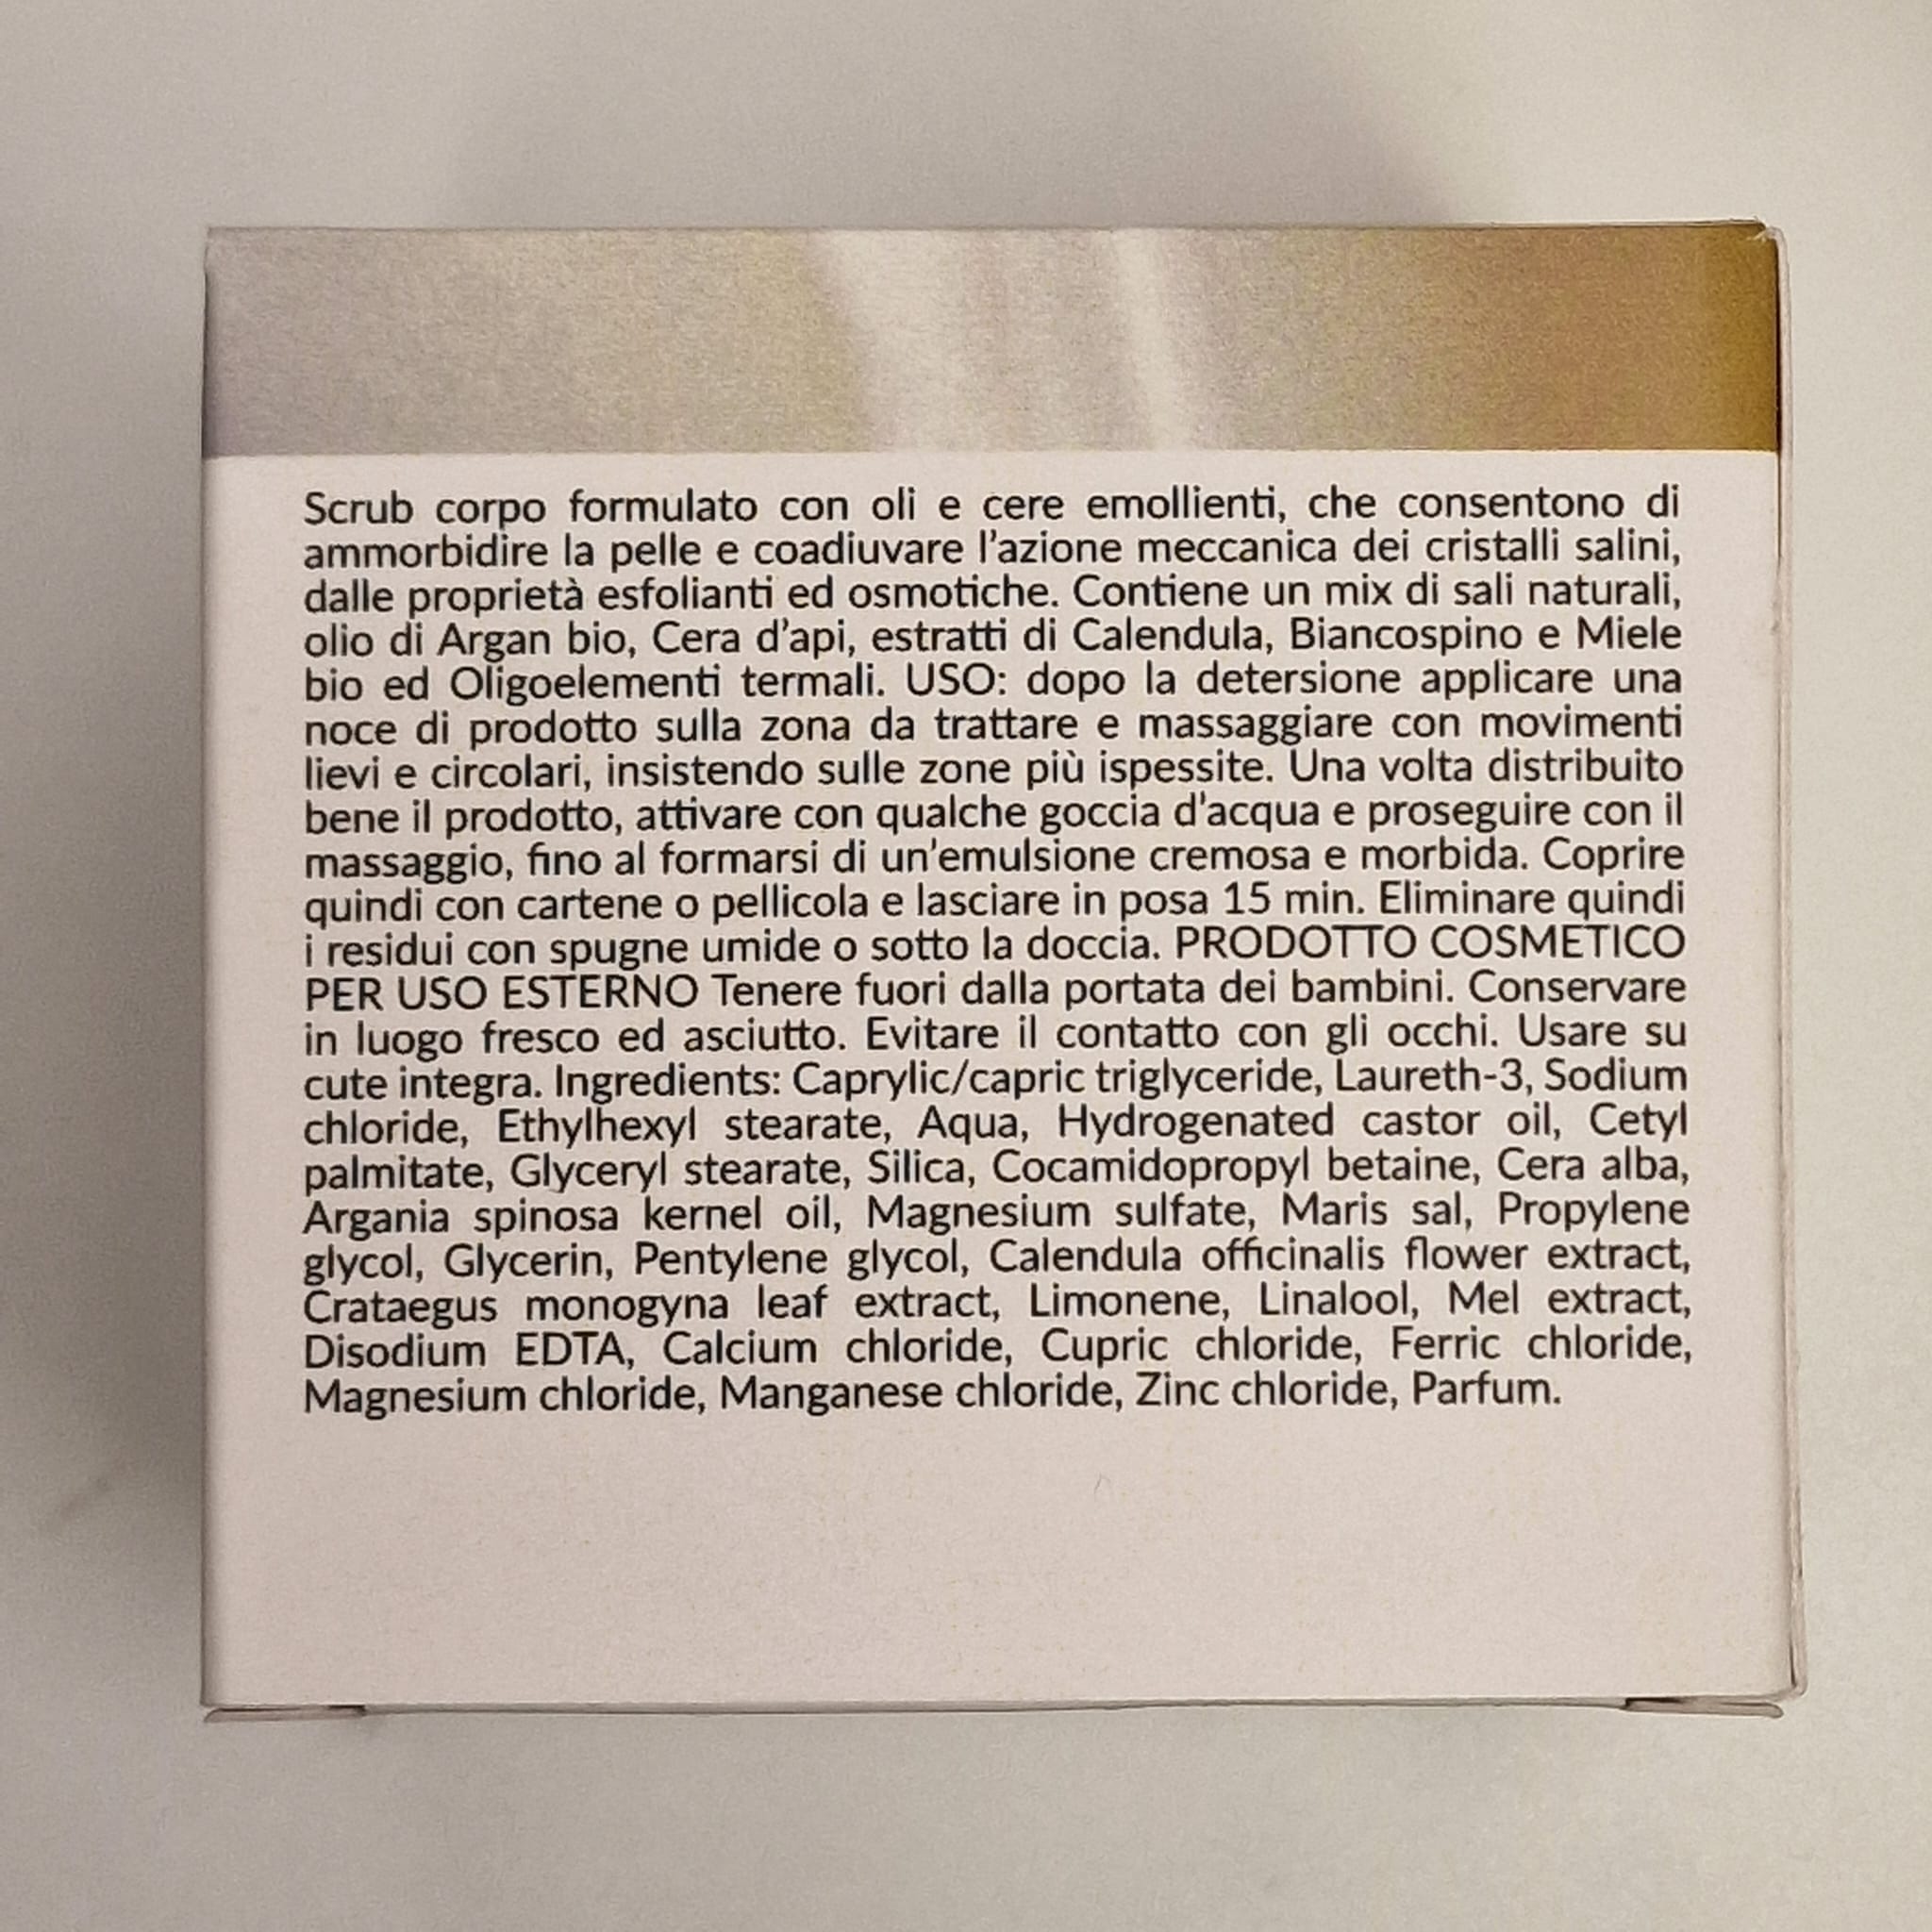 Scrub corpo formulato con oli e cere emollienti, che consentono di
ammorbidire la pelle e coadiuvare l'azione meccanica dei cristalli salini,
dalle proprietà esfolianti ed osmotiche. Contiene un mix di sali naturali,
olio di Argan bio, Cera d'api, estratti di Calendula, Biancospino e Miele
bio ed Oligoelementi termali. USO: dopo la detersione applicare una
noce di prodotto sulla zona da trattare e massaggiare con movimenti
lievi e circolari, insistendo sulle zone più ispessite. Una volta distribuito
bene il prodotto, attivare con qualche goccia d'acqua e proseguire con il
massaggio, fino al formarsi di un'emulsione cremosa e morbida. Coprire
quindi con cartene o pellicola e lasciare in posa 15 min. Eliminare quindi
i residui con spugne umide o sotto la doccia. PRODOTTO COSMETICO
PER USO ESTERNO Tenere fuori dalla portata dei bambini. Conservare
in luogo fresco ed asciutto. Evitare il contatto con gli occhi. Usare su
cute integra. Ingredients: Caprylic/capric triglyceride, Laureth-3, Sodium
chloride, Ethylhexyl stearate, Aqua, Hydrogenated castor oil, Cetyl
palmitate, Glyceryl stearate, Silica, Cocamidopropyl betaine, Cera alba,
Argania spinosa kernel oil, Magnesium sulfate, Maris sal, Propylene
glycol, Glycerin, Pentylene glycol, Calendula officinalis flower extract,
Crataegus monogyna leaf extract, Limonene, Linalool, Mel extract,
Disodium EDTA, Calcium chloride, Cupric chloride, Ferric chloride,
Magnesium chloride, Manganese chloride, Zinc chloride, Parfum.